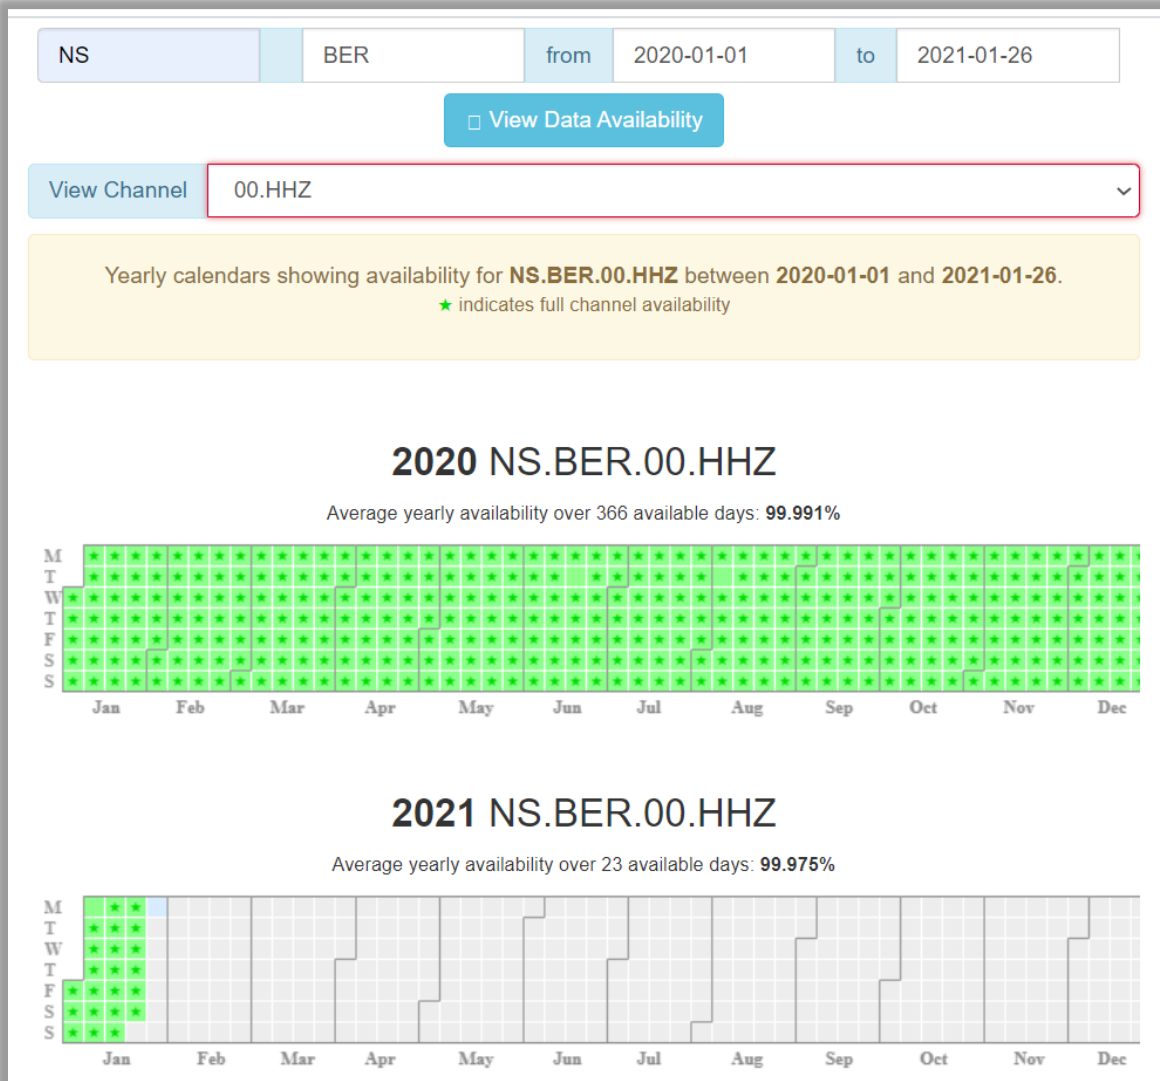 NS BER from 2020-01-01 to 2021-01-26
View Data Availability
View Channel 00.HHZ
Yearly calendars showing availability for NS.BER.00.HHZ between 2020-01-01 and 2021-01-26.
★ indicates full channel availability
2020 NS.BER.00.HHZ
Average yearly availability over 366 available days: 99.991%
M
T
W
T
F
S
S
Jan Feb Mar Apr May Jun Jul Aug Sep Oct Nov Dec
2021 NS.BER.00.HHZ
Average yearly availability over 23 available days: 99.975%
M
T
W
T
F
S
S
Jan Feb Mar Apr May Jun Jul Aug Sep Oct Nov Dec